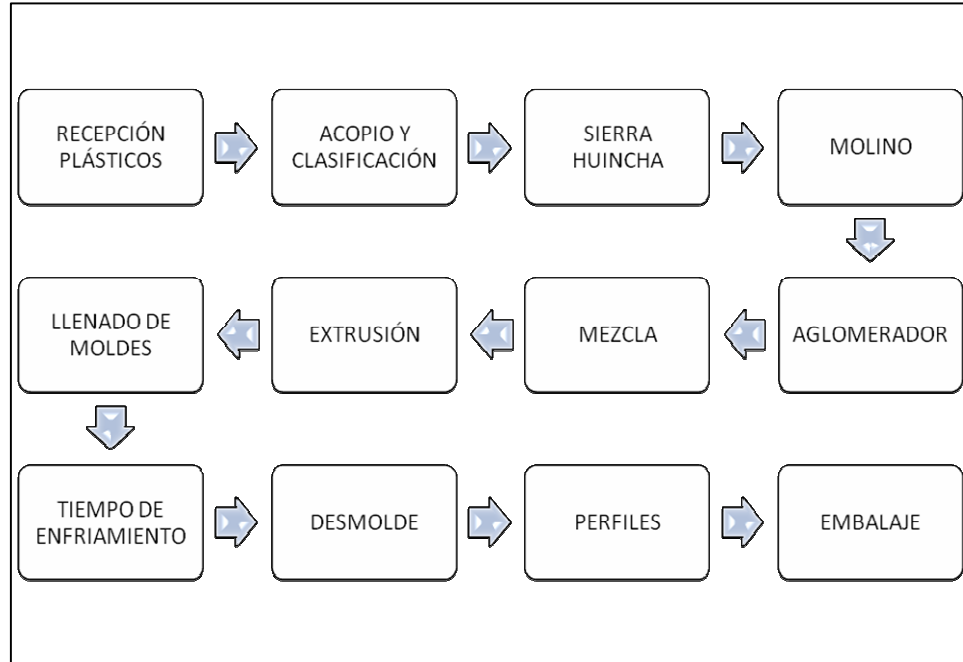 RECEPCIÓN
PLÁSTICOS
ACOPIO Y
CLASIFICACIÓN
SIERRA
HUINCHA
MOLINO
AGLOMERADOR
MEZCLA
EXTRUSIÓN
LLENADO DE
MOLDES
TIEMPO DE
ENFRIAMIENTO
DESMOLDE
PERFILES
EMBALAJE